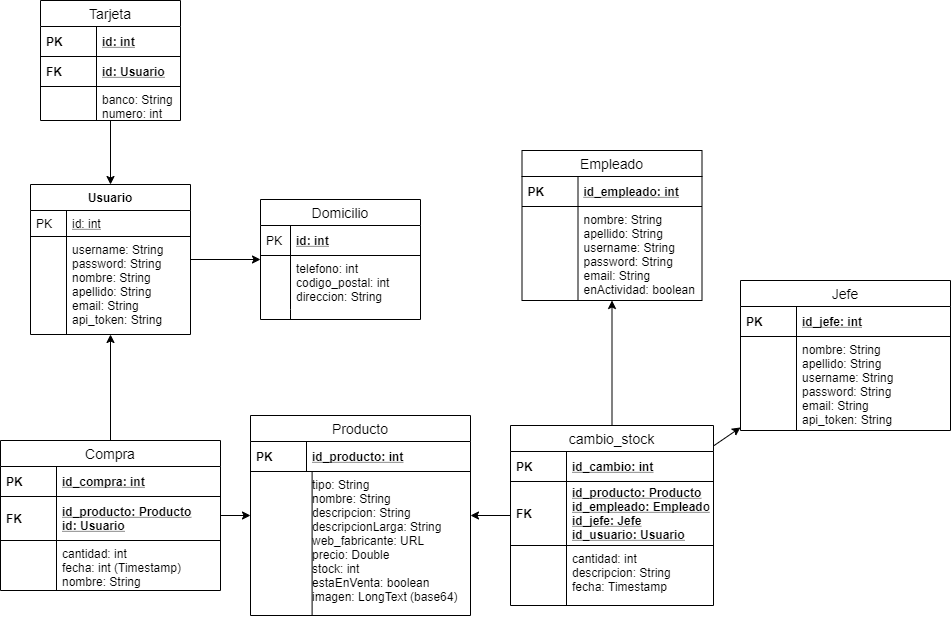 Tarjeta
PK id: int
FK id: Usuario
banco: String
numero: int
Usuario
PK id: int
username: String
password: String
nombre: String
apellido: String
email: String
api_token: String
Domicilio
PK id: int
telefono: int
codigo_postal: int
direccion: String
Empleado
PK id_empleado: int
nombre: String
apellido: String
username: String
password: String
email: String
enActividad: boolean
Jefe
PK id_jefe: int
nombre: String
apellido: String
username: String
password: String
email: String
api_token: String
Compra
PK id_compra: int
FK id_producto: Producto
id: Usuario
cantidad: int
fecha: int (Timestamp)
nombre: String
Producto
PK id_producto: int
tipo: String
nombre: String
descripcion: String
descripcionLarga: String
web_fabricante: URL
precio: Double
stock: int
estaEnVenta: boolean
imagen: LongText (base64)
cambio_stock
PK id_cambio: int
FK id_producto: Producto
id_empleado: Empleado
id_jefe: Jefe
id_usuario: Usuario
cantidad: int
descripcion: String
fecha: Timestamp